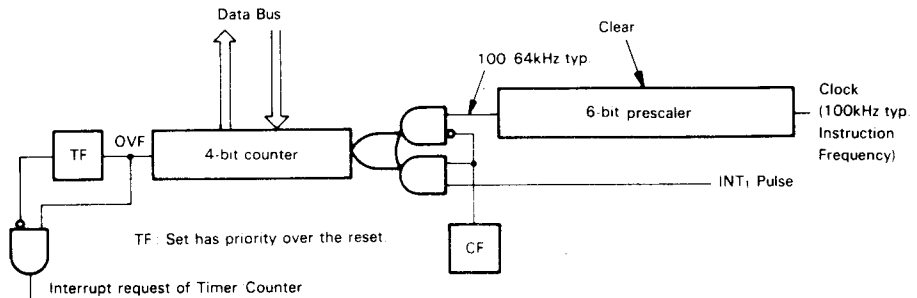 Data Bus
Clear
100 64kHz typ.
Clock
(100kHz typ.
Instruction
Frequency)
6-bit prescaler
OVF
TF
4-bit counter
INT₁ Pulse
CF
TF : Set has priority over the reset.
Interrupt request of Timer Counter